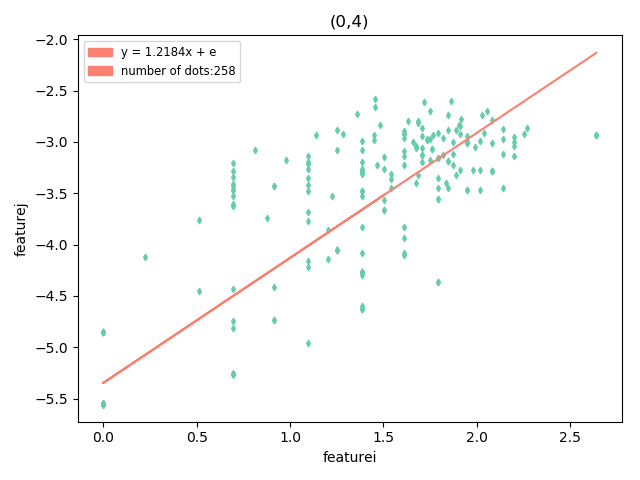 (0,4)
y = 1.2184x + e
number of dots:258
−2.0
−2.5
−3.0
−3.5
−4.0
−4.5
−5.0
−5.5
featurej
0.0 0.5 1.0 1.5 2.0 2.5
featurei